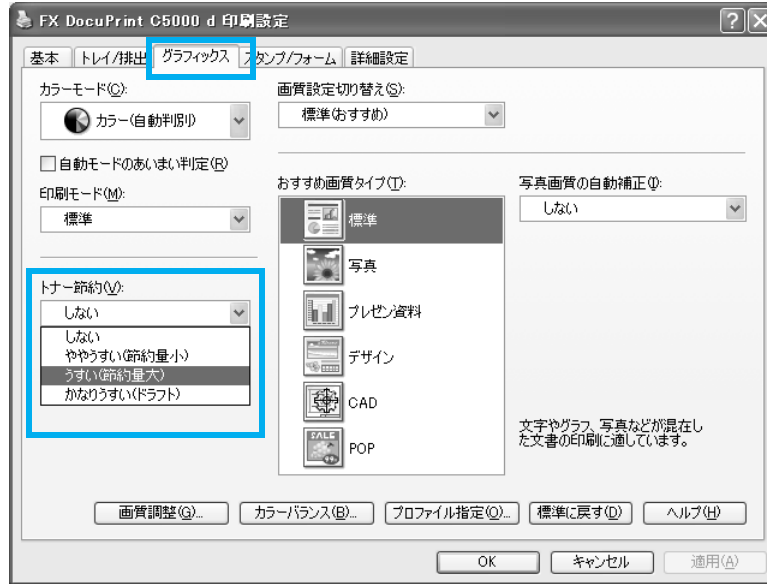 FX DocuPrint C5000 d 印刷設定
基本 トレイ/排出 グラフィックス スタンプ/フォーム 詳細設定
カラーモード(C):
カラー(自動判別)
自動モードのあいまい判定(R)
印刷モード(M):
標準
トナー節約(V):
しない
しない
ややうすい(節約量小)
うすい(節約量大)
かなりうすい(ドラフト)
画質設定切り替え(S):
標準(おすすめ)
おすすめ画質タイプ(T):
標準
写真
プレゼン資料
デザイン
CAD
SALE
POP
写真画質の自動補正(I):
しない
文字やグラフ、写真などが混在し
た文書の印刷に適しています。
画質調整(G)... カラーバランス(B)... プロファイル指定(O)... 標準に戻す(D) ヘルプ(H)
OK キャンセル 適用(A)